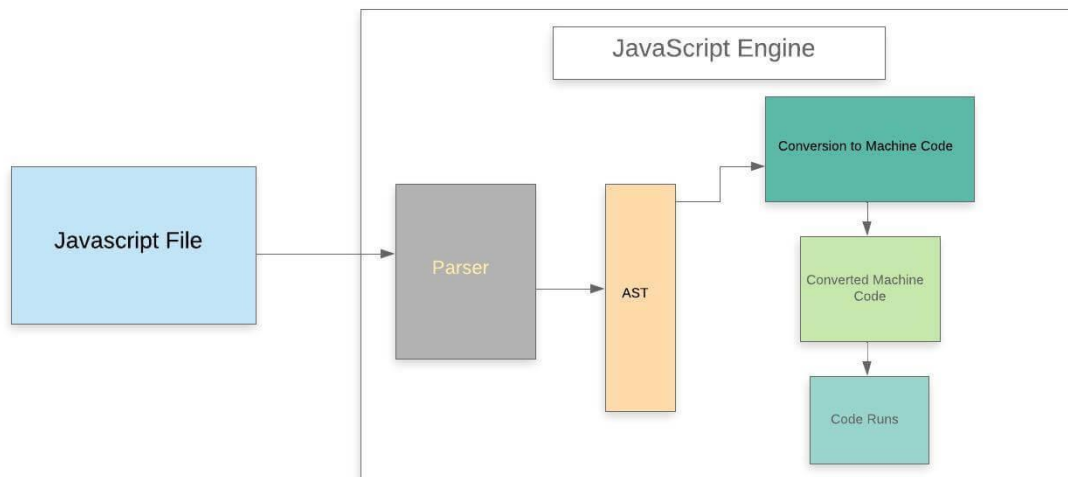 JavaScript Engine
Javascript File
Parser
AST
Conversion to Machine Code
Converted Machine
Code
Code Runs